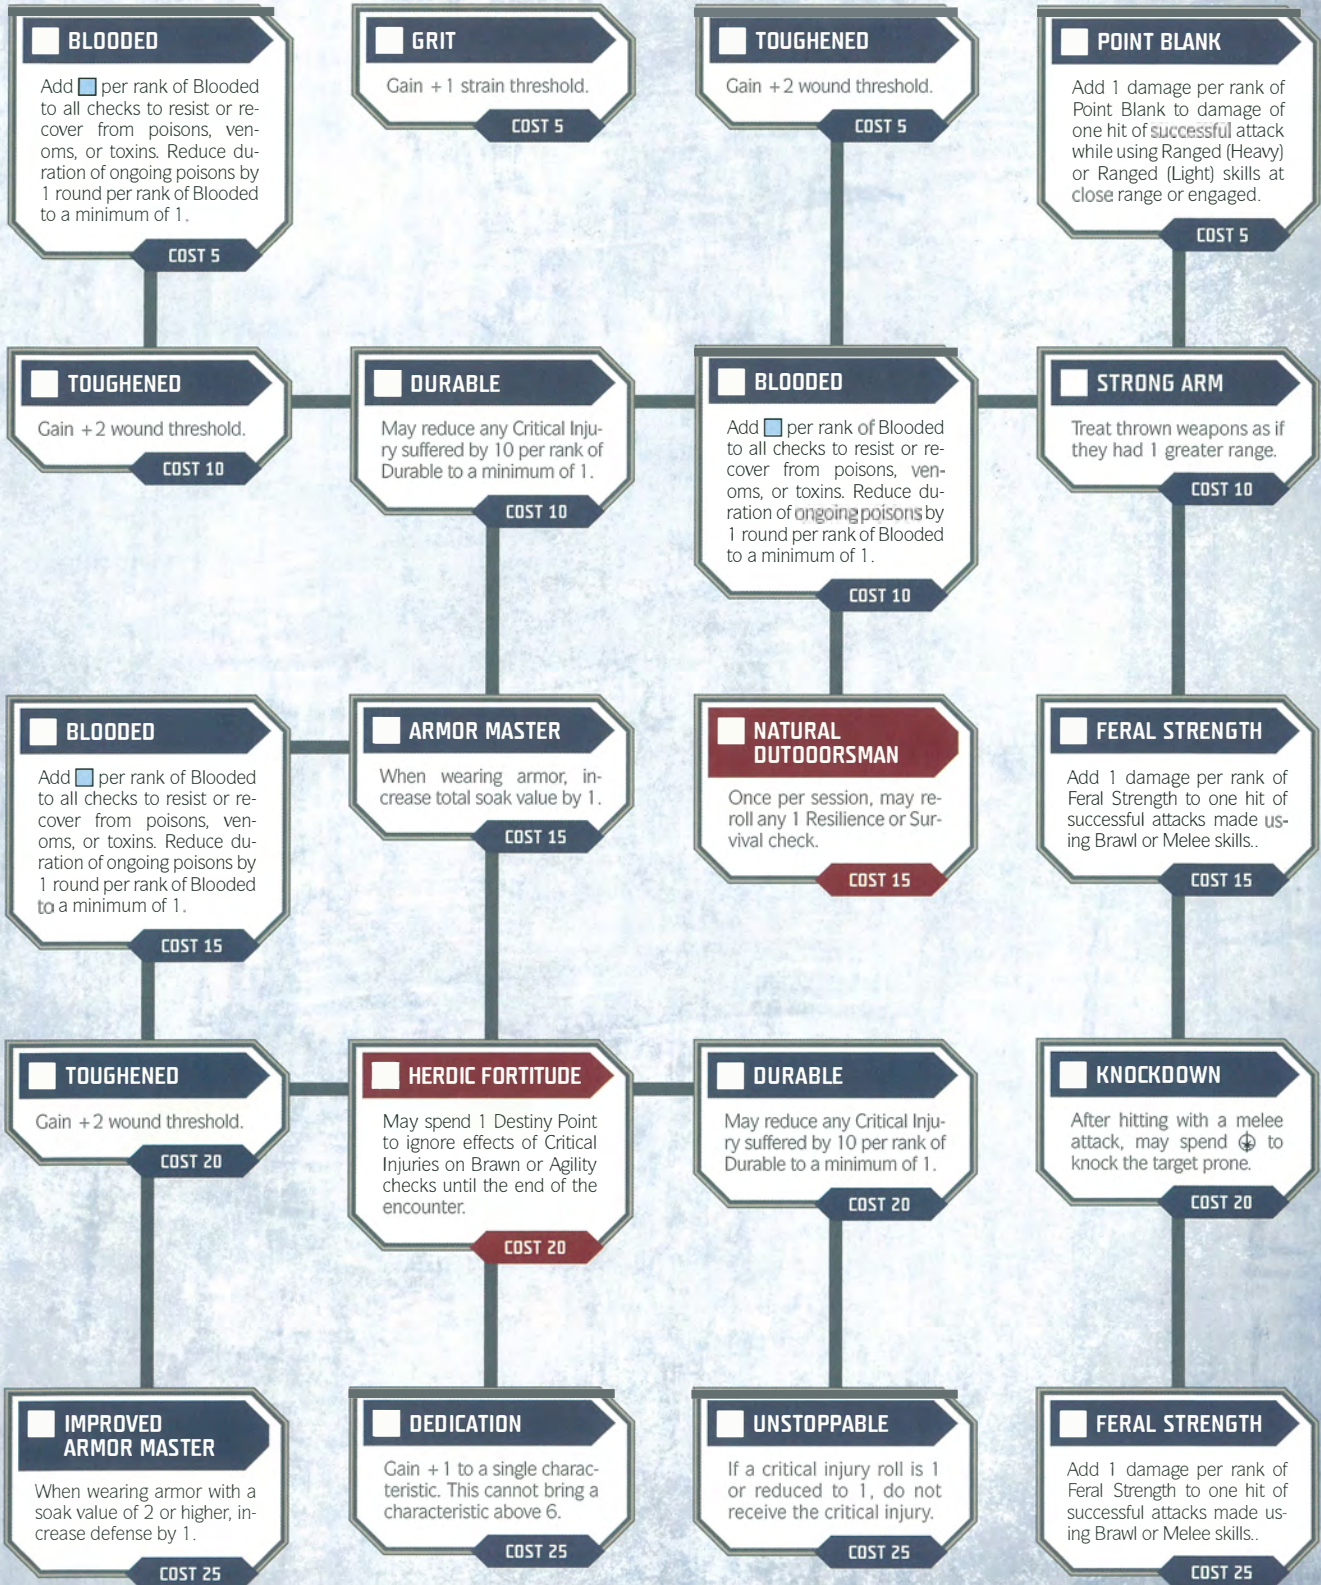 BLOODED
Add per rank of Blooded
to all checks to resist or re-
cover from poisons, ven-
oms, or toxins. Reduce du-
ration of ongoing poisons by
1 round per rank of Blooded
to a minimum of 1.
COST 5
GRIT
Gain +1 strain threshold.
COST 5
TOUGHENED
Gain +2 wound threshold.
COST 5
POINT BLANK
Add 1 damage per rank of
Point Blank to damage of
one hit of successful attack
while using Ranged (Heavy)
or Ranged (Light) skills at
close range or engaged.
COST 5
TOUGHENED
Gain +2 wound threshold.
COST 10
DURABLE
May reduce any Critical Inju-
ry suffered by 10 per rank of
Durable to a minimum of 1.
COST 10
BLOODED
Add per rank of Blooded
to all checks to resist or re-
cover from poisons, ven-
oms, or toxins. Reduce du-
ration of ongoing poisons by
1 round per rank of Blooded
to a minimum of 1.
COST 10
STRONG ARM
Treat thrown weapons as if
they had 1 greater range.
COST 10
BLOODED
Add per rank of Blooded
to all checks to resist or re-
cover from poisons, ven-
oms, or toxins. Reduce du-
ration of ongoing poisons by
1 round per rank of Blooded
to a minimum of 1.
COST 15
ARMOR MASTER
When wearing armor, in-
crease total soak value by 1.
COST 15
NATURAL
DUTOOORSMAN
Once per session, may re-
roll any 1 Resilience or Sur-
vival check.
COST 15
FERAL STRENGTH
Add 1 damage per rank of
Feral Strength to one hit of
successful attacks made us-
ing Brawl or Melee skills..
COST 15
TOUGHENED
Gain +2 wound threshold.
COST 20
HERDIC FORTITUDE
May spend 1 Destiny Point
to ignore effects of Critical
Injuries on Brawn or Agility
checks until the end of the
encounter.
COST 20
DURABLE
May reduce any Critical Inju-
ry suffered by 10 per rank of
Durable to a minimum of 1.
COST 20
KNOCKDOWN
After hitting with a melee
attack, may spend to
knock the target prone.
COST 20
IMPROVED
ARMOR MASTER
When wearing armor with a
soak value of 2 or higher, in-
crease defense by 1.
COST 25
DEDICATION
Gain +1 to a single charac-
teristic. This cannot bring a
characteristic above 6.
COST 25
UNSTOPPABLE
If a critical injury roll is 1
or reduced to 1, do not
receive the critical injury.
COST 25
FERAL STRENGTH
Add 1 damage per rank of
Feral Strength to one hit of
successful attacks made us-
ing Brawl or Melee skills..
COST 25